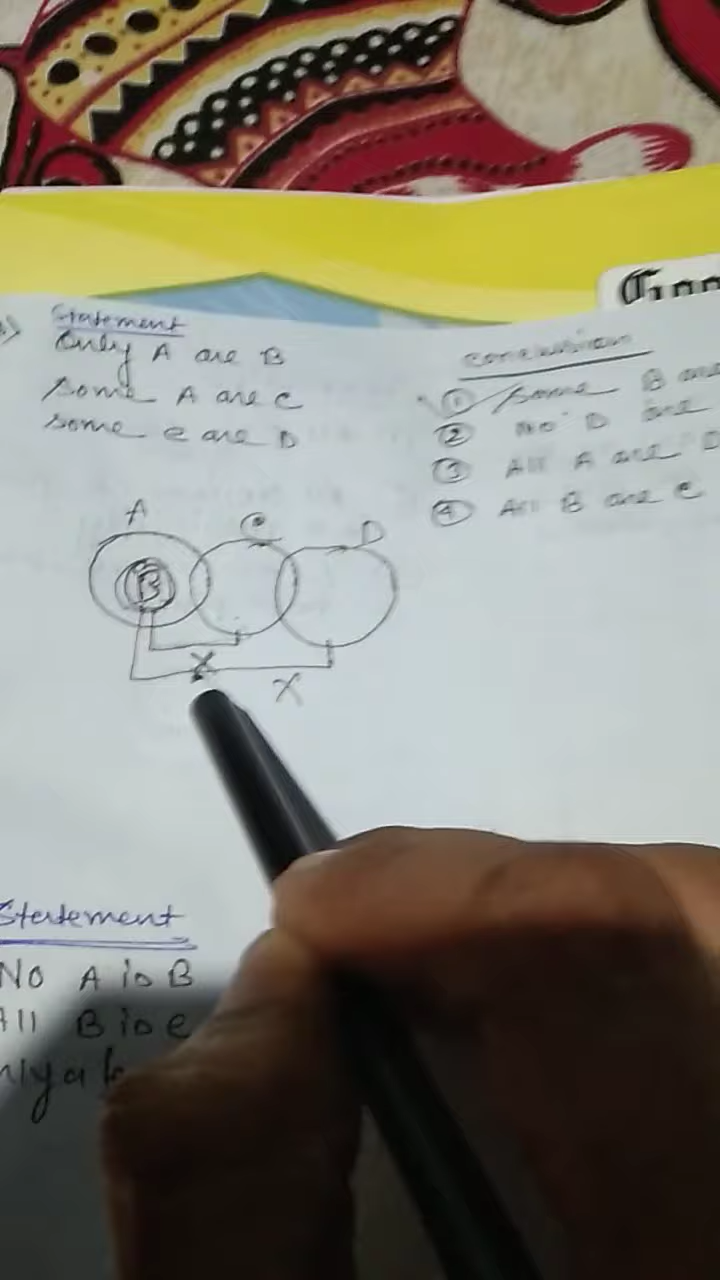 Statement
Only A are B
Some A are C
Some C are D
Conclusion
① Some B are
② No D are
③ All A are D
④ All B are C
A
C
D
B
X
X
Statement
No A is B
All B is C